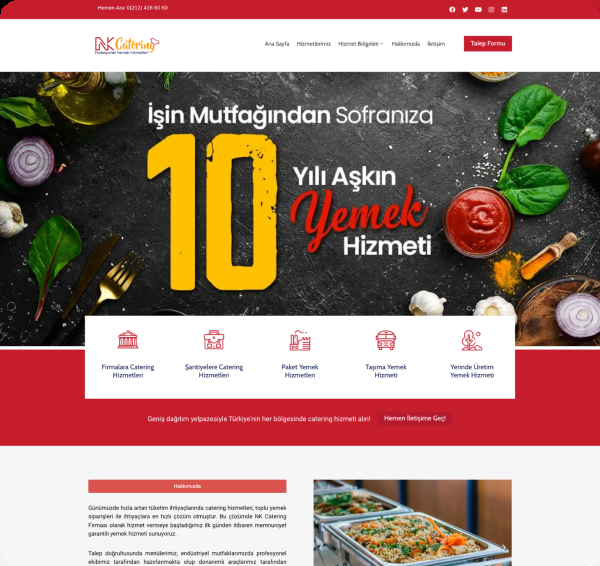 Hemen Ara: 0(212) 416 60 60
NK Catering
Profesyonel Yemek Hizmetleri
Ana Sayfa Hizmetlerimiz Hizmet Bölgeleri Hakkımızda İletişim Talep Formu
İşin Mutfağından Sofranıza
10 Yılı Aşkın
Yemek
Hizmeti
Firmalara Catering
Hizmetleri
Şantiyelere Catering
Hizmetleri
Paket Yemek
Hizmetleri
Taşıma Yemek
Hizmeti
Yerinde Üretim
Yemek Hizmeti
Geniş dağıtım yelpazesiyle Türkiye'nin her bölgesinde catering hizmeti alın! Hemen İletişime Geç!
Hakkımızda
Günümüzde hızla artan tüketim ihtiyaçlarında catering hizmetleri, toplu yemek
siparişleri ile ihtiyaçlara en hızlı çözüm olmuştur. Bu çözümde NK Catering
Firması olarak hizmet vermeye başladığımız ilk günden itibaren memnuniyet
garantili yemek hizmeti sunuyoruz.
Talep doğrultusunda menülerimiz, endüstriyel mutfaklarımızda profesyonel
ekibimiz tarafından hazırlanmakta olup donanımlı araçlarımız tarafından